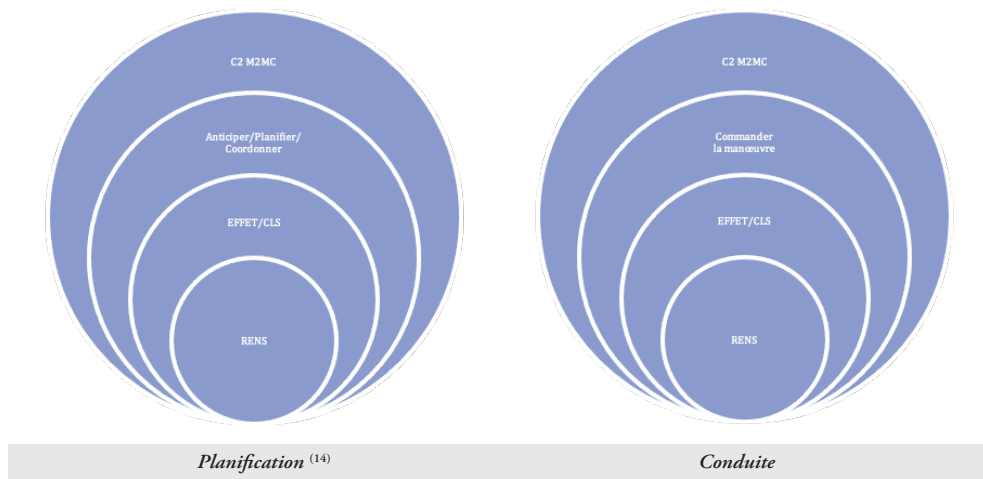 C2 M2MC
Anticiper/Planifier/
Coordonner
EFFET/CLS
RENS
C2 M2MC
Commander
la manœuvre
EFFET/CLS
RENS
Planification (14)
Conduite